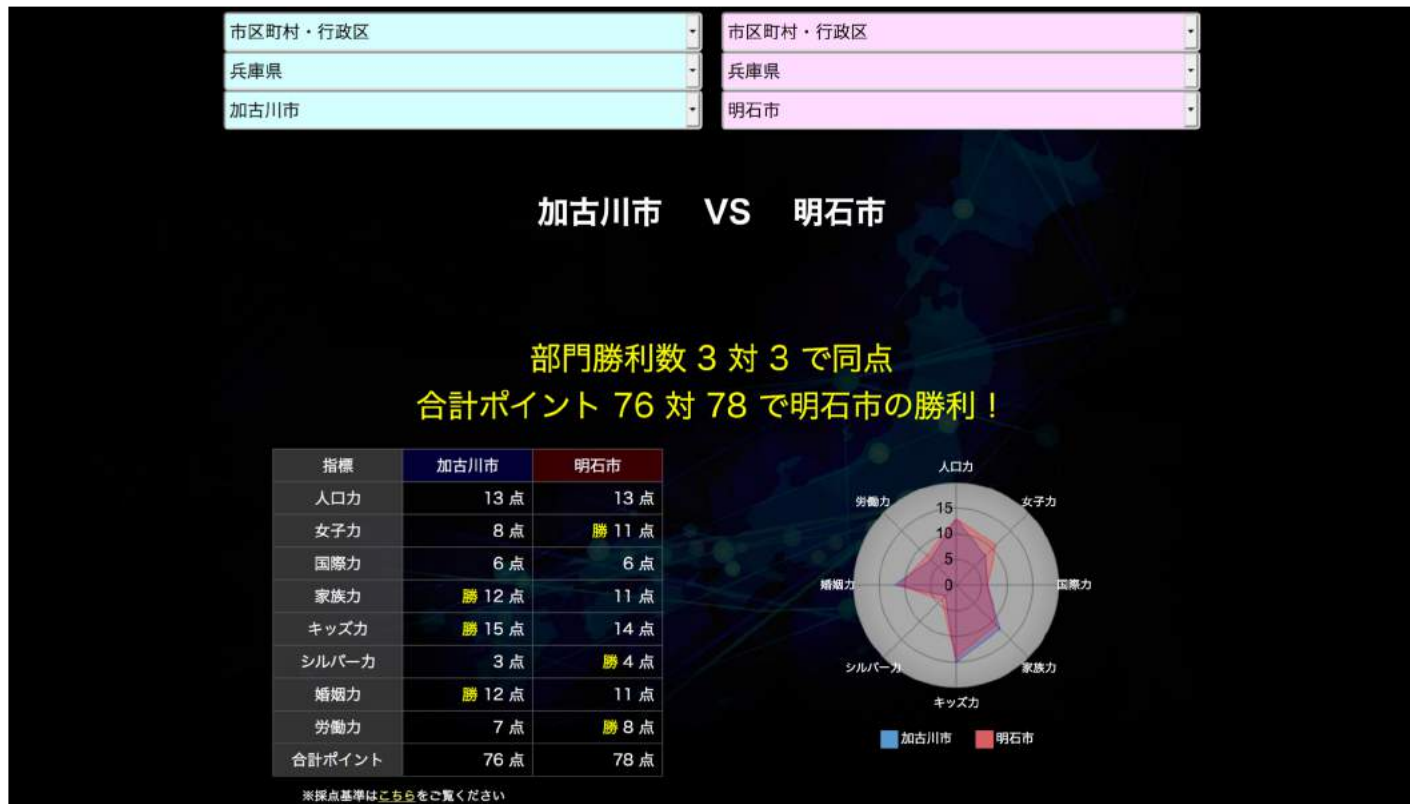 市区町村・行政区 市区町村・行政区
兵庫県 兵庫県
加古川市 明石市
加古川市 VS 明石市
部門勝利数 3 対 3 で同点
合計ポイント 76 対 78 で明石市の勝利！
指標 加古川市 明石市
人口力 13 点 13 点
女子力 8 点 勝 11 点
国際力 6 点 6 点
家族力 勝 12 点 11 点
キッズ力 勝 15 点 14 点
シルバー力 3 点 勝 4 点
婚姻力 勝 12 点 11 点
労働力 7 点 勝 8 点
合計ポイント 76 点 78 点
※採点基準はこちらをご覧ください
人口力
労働力 15 女子力
10
5
婚姻力 0 国際力
シルバー力 家族力
キッズ力
加古川市 明石市